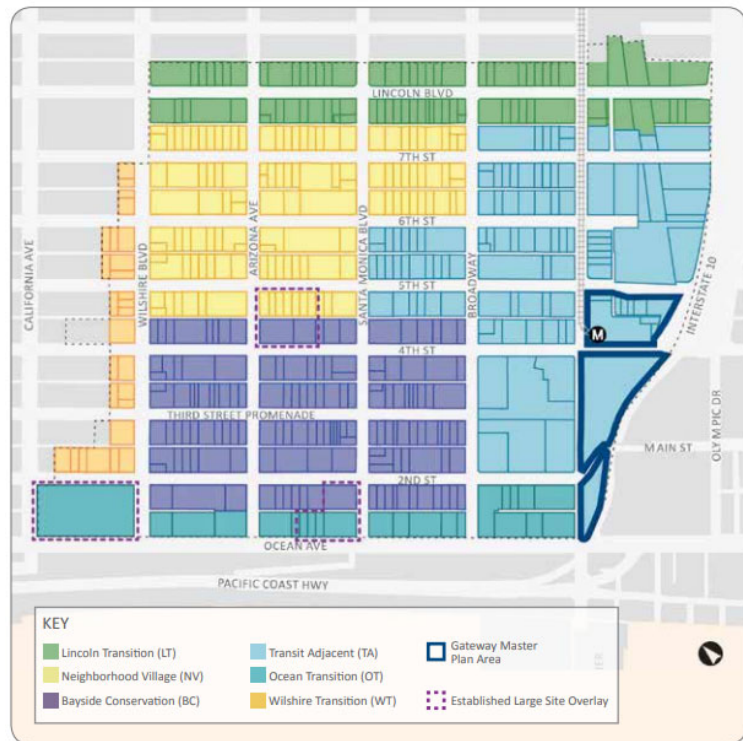 LINCOLN BLVD
7TH ST
6TH ST
5TH ST
4TH ST
THIRD STREET PROMENADE
2ND ST
OCEAN AVE
PACIFIC COAST HWY
CALIFORNIA AVE
WILSHIRE BLVD
ARIZONA AVE
SANTA MONICA BLVD
BROADWAY
INTERSTATE 10
OLYMPIC DR
MAIN ST
M
KEY
Lincoln Transition (LT)
Neighborhood Village (NV)
Bayside Conservation (BC)
Transit Adjacent (TA)
Ocean Transition (OT)
Wilshire Transition (WT)
Gateway Master
Plan Area
Established Large Site Overlay